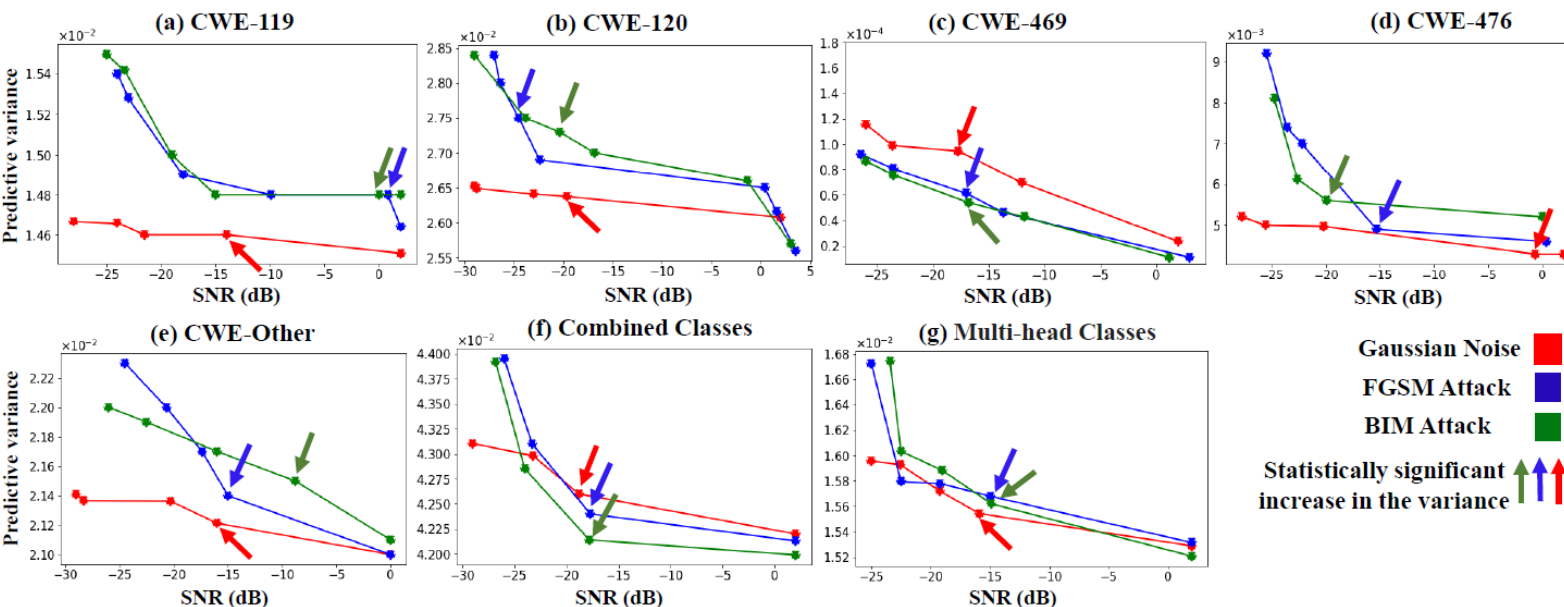 (a) CWE-119
×10⁻²
Predictive variance
1.54
1.52
1.50
1.48
1.46
−25 −20 −15 −10 −5 0
SNR (dB)
(b) CWE-120
×10⁻²
2.85
2.80
2.75
2.70
2.65
2.60
2.55
−30 −25 −20 −15 −10 −5 0 5
SNR (dB)
(c) CWE-469
×10⁻⁴
1.8
1.6
1.4
1.2
1.0
0.8
0.6
0.4
0.2
−25 −20 −15 −10 −5 0
SNR (dB)
(d) CWE-476
×10⁻³
9
8
7
6
5
−25 −20 −15 −10 −5 0
SNR (dB)
(e) CWE-Other
×10⁻²
Predictive variance
2.22
2.20
2.18
2.16
2.14
2.12
2.10
−30 −25 −20 −15 −10 −5 0
SNR (dB)
(f) Combined Classes
×10⁻²
4.400
4.375
4.350
4.325
4.300
4.275
4.250
4.225
4.200
−30 −25 −20 −15 −10 −5 0
SNR (dB)
(g) Multi-head Classes
×10⁻²
1.68
1.66
1.64
1.62
1.60
1.58
1.56
1.54
1.52
−25 −20 −15 −10 −5 0
SNR (dB)
Gaussian Noise
FGSM Attack
BIM Attack
Statistically significant
increase in the variance